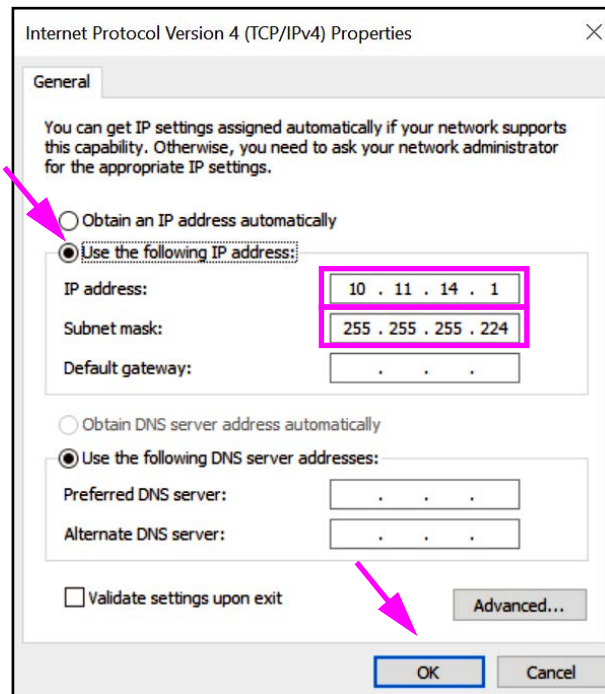 Internet Protocol Version 4 (TCP/IPv4) Properties
General
You can get IP settings assigned automatically if your network supports
this capability. Otherwise, you need to ask your network administrator
for the appropriate IP settings.
Obtain an IP address automatically
Use the following IP address:
IP address: 10 . 11 . 14 . 1
Subnet mask: 255 . 255 . 255 . 224
Default gateway: . . .
Obtain DNS server address automatically
Use the following DNS server addresses:
Preferred DNS server: . . .
Alternate DNS server: . . .
Validate settings upon exit
Advanced...
OK Cancel